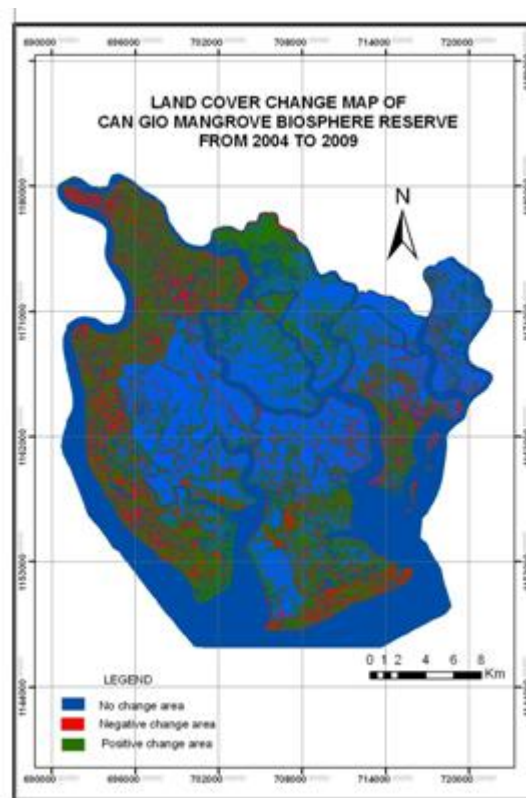 690000 696000 702000 708000 714000 720000
LAND COVER CHANGE MAP OF
CAN GIO MANGROVE BIOSPHERE RESERVE
FROM 2004 TO 2009
N
1171000
1162000
1153000
1144000
0 1 2 4 6 8
Km
LEGEND
No change area
Negative change area
Positive change area
690000 696000 702000 708000 714000 720000